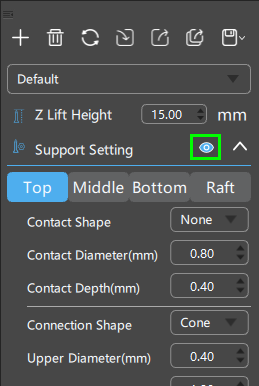 Default
Z Lift Height 15.00 mm
Support Setting
Top Middle Bottom Raft
Contact Shape None
Contact Diameter(mm) 0.80
Contact Depth(mm) 0.40
Connection Shape Cone
Upper Diameter(mm) 0.40